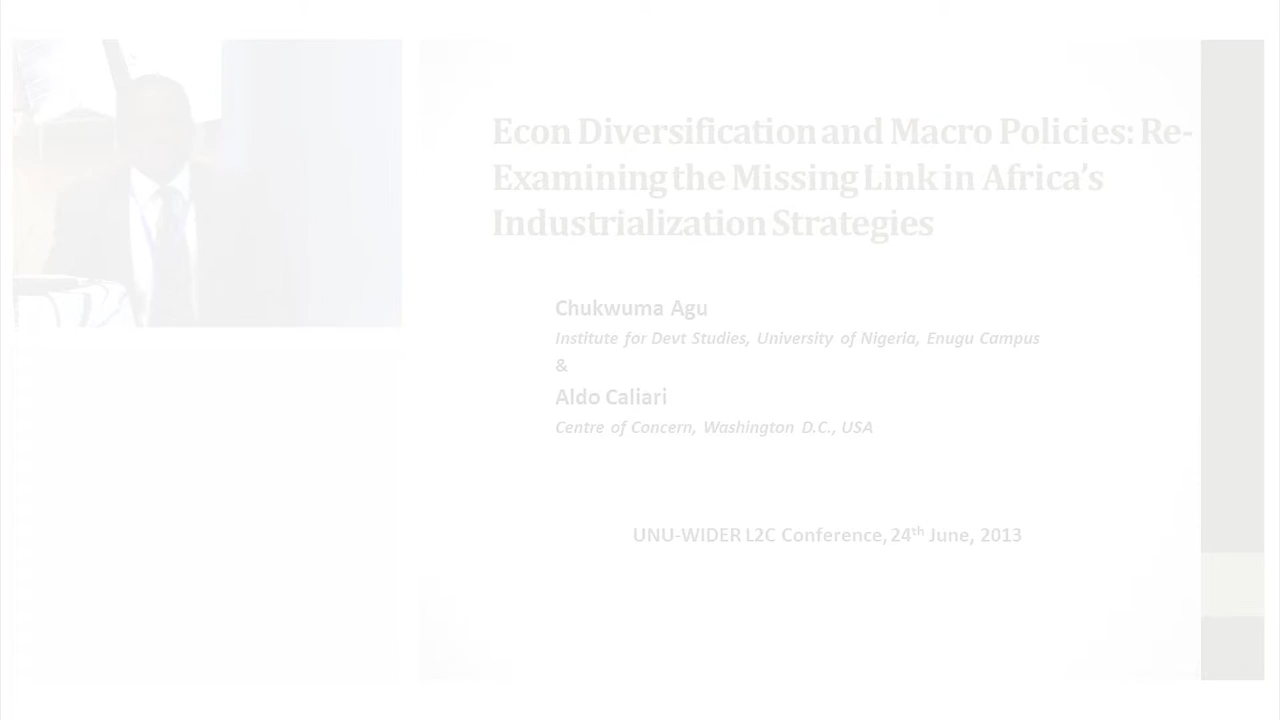 Econ Diversification and Macro Policies: Re-
Examining the Missing Link in Africa's
Industrialization Strategies
Chukwuma Agu
Institute for Devt Studies, University of Nigeria, Enugu Campus
&
Aldo Caliari
Centre of Concern, Washington D.C., USA
UNU-WIDER L2C Conference, 24th June, 2013